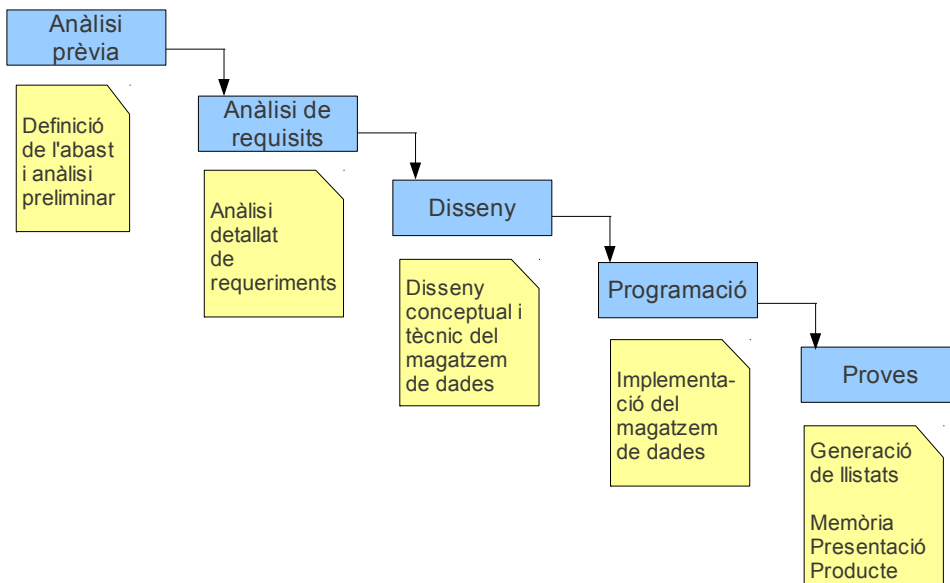 Anàlisi
prèvia
Definició
de l'abast
i anàlisi
preliminar
Anàlisi de
requisits
Anàlisi
detallat
de
requeriments
Disseny
Disseny
conceptual i
tècnic del
magatzem
de dades
Programació
Implementa-
ció del
magatzem
de dades
Proves
Generació
de llistats
Memòria
Presentació
Producte